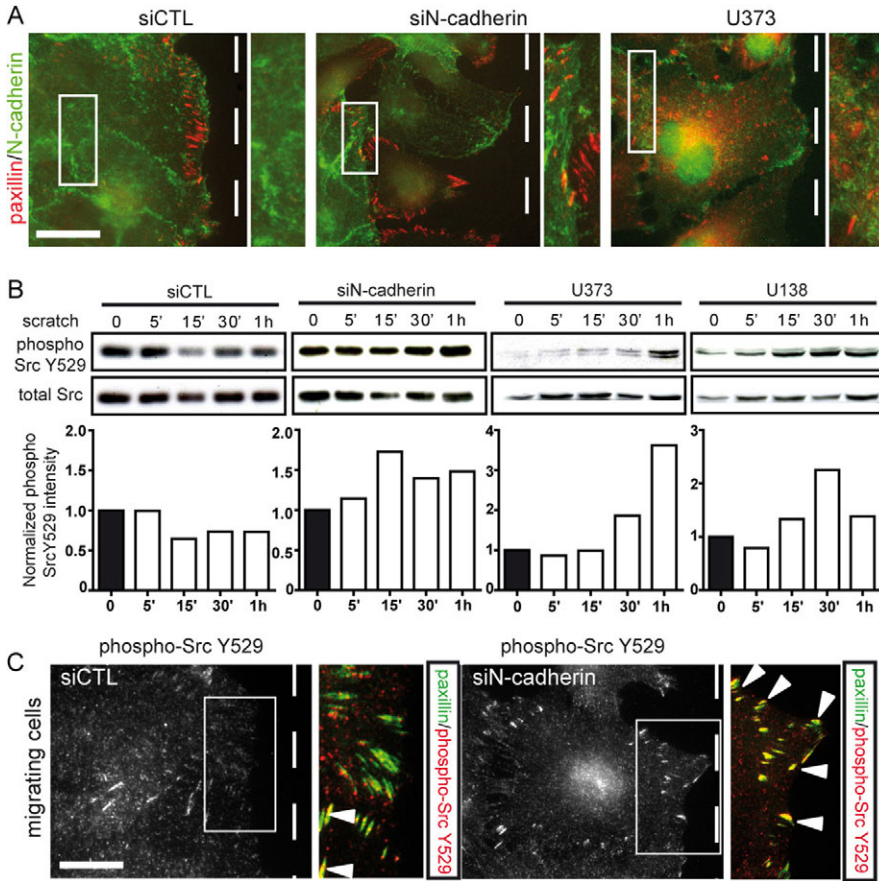 A
siCTL
siN-cadherin
U373
paxillin/N-cadherin
B
siCTL
siN-cadherin
U373
U138
scratch
0 5' 15' 30' 1h
0 5' 15' 30' 1h
0 5' 15' 30' 1h
0 5' 15' 30' 1h
phospho
Src Y529
total Src
Normalized phospho
SrcY529 intensity
2.0
1.5
1.0
0.5
0.0
0 5' 15' 30' 1h
2.0
1.5
1.0
0.5
0.0
0 5' 15' 30' 1h
4
3
2
1
0
0 5' 15' 30' 1h
3
2
1
0
0 5' 15' 30' 1h
C
phospho-Src Y529
phospho-Src Y529
migrating cells
siCTL
paxillin/phospho-Src Y529
siN-cadherin
paxillin/phospho-Src Y529